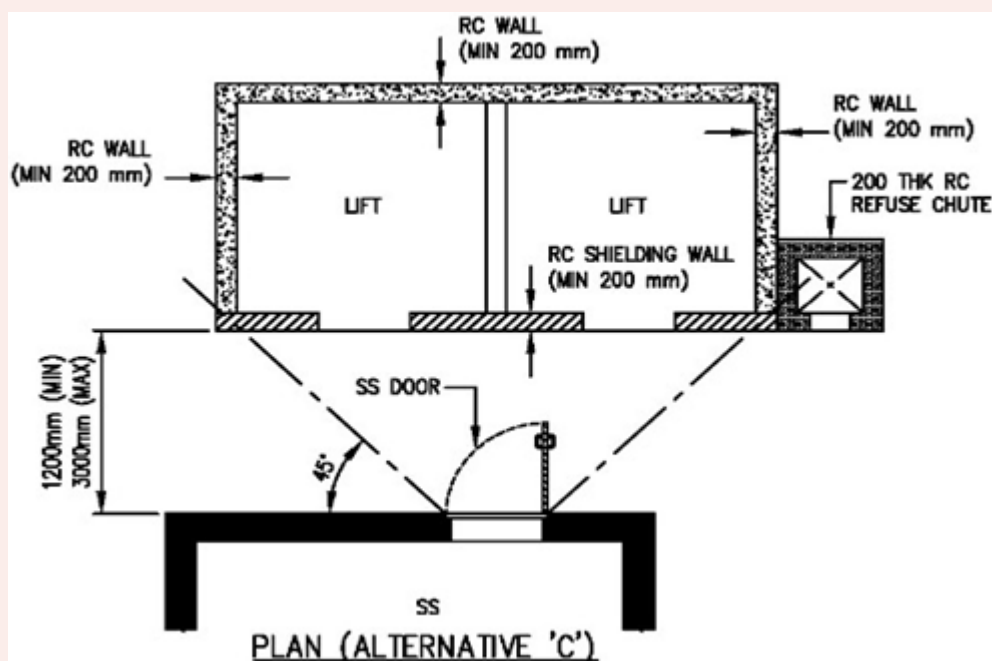 RC WALL
(MIN 200 mm)
RC WALL
(MIN 200 mm)
RC WALL
(MIN 200 mm)
200 THK RC
REFUSE CHUTE
LIFT
LIFT
RC SHIELDING WALL
(MIN 200 mm)
1200mm (MIN)
3000mm (MAX)
SS DOOR
45°
SS
PLAN (ALTERNATIVE 'C')